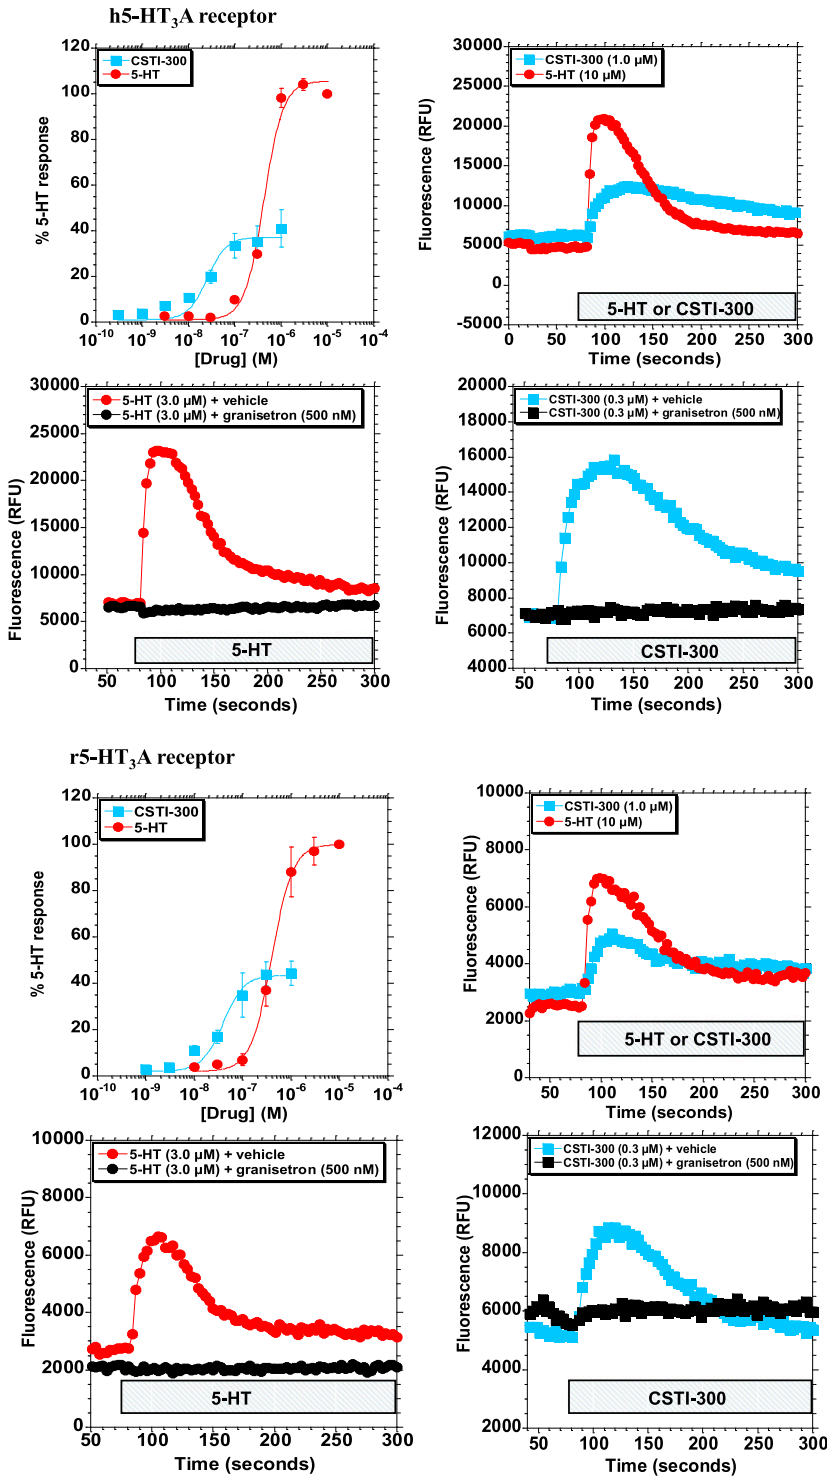 h5-HT3A receptor
CSTI-300
5-HT
% 5-HT response
120
100
80
60
40
20
0
10-10 10-9 10-8 10-7 10-6 10-5 10-4
[Drug] (M)
CSTI-300 (1.0 µM)
5-HT (10 µM)
Fluorescence (RFU)
30000
25000
20000
15000
10000
5000
0
-5000
5-HT or CSTI-300
0 50 100 150 200 250 300
Time (seconds)
5-HT (3.0 µM) + vehicle
5-HT (3.0 µM) + granisetron (500 nM)
Fluorescence (RFU)
30000
25000
20000
15000
10000
5000
0
5-HT
50 100 150 200 250 300
Time (seconds)
CSTI-300 (0.3 µM) + vehicle
CSTI-300 (0.3 µM) + granisetron (500 nM)
Fluorescence (RFU)
20000
18000
16000
14000
12000
10000
8000
6000
4000
CSTI-300
50 100 150 200 250 300
Time (seconds)
r5-HT3A receptor
CSTI-300
5-HT
% 5-HT response
120
100
80
60
40
20
0
10-10 10-9 10-8 10-7 10-6 10-5 10-4
[Drug] (M)
CSTI-300 (1.0 µM)
5-HT (10 µM)
Fluorescence (RFU)
10000
8000
6000
4000
2000
0
5-HT or CSTI-300
50 100 150 200 250 300
Time (seconds)
5-HT (3.0 µM) + vehicle
5-HT (3.0 µM) + granisetron (500 nM)
Fluorescence (RFU)
10000
8000
6000
4000
2000
0
5-HT
50 100 150 200 250 300
Time (seconds)
CSTI-300 (0.3 µM) + vehicle
CSTI-300 (0.3 µM) + granisetron (500 nM)
Fluorescence (RFU)
12000
10000
8000
6000
4000
2000
CSTI-300
50 100 150 200 250 300
Time (seconds)